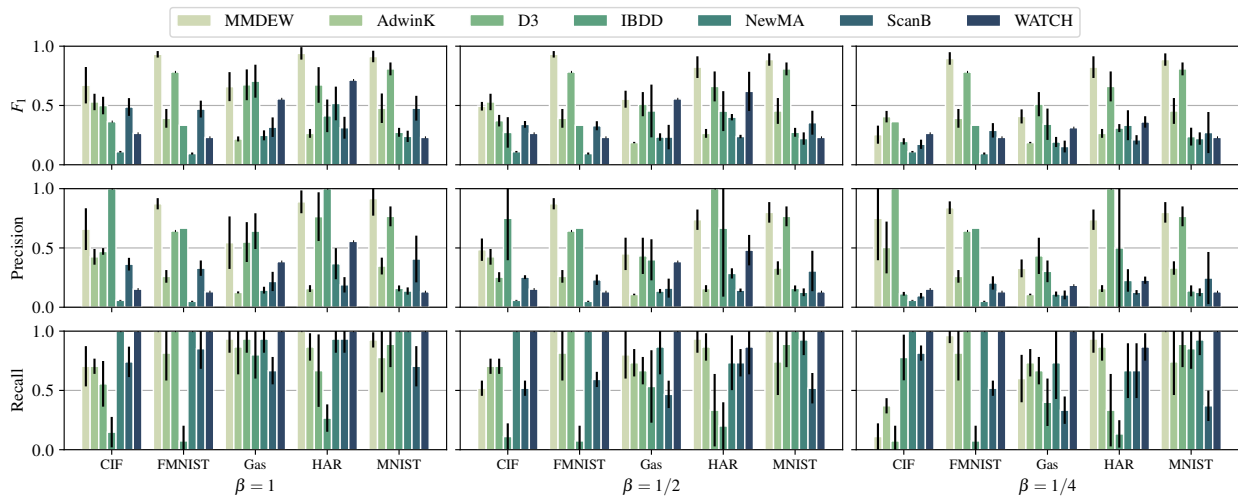 MMDEW AdwinK D3 IBDD NewMA ScanB WATCH
1.0
0.5
0.0
F₁
1.0
0.5
0.0
Precision
1.0
0.5
0.0
Recall
CIF FMNIST Gas HAR MNIST CIF FMNIST Gas HAR MNIST CIF FMNIST Gas HAR MNIST
β = 1 β = 1/2 β = 1/4